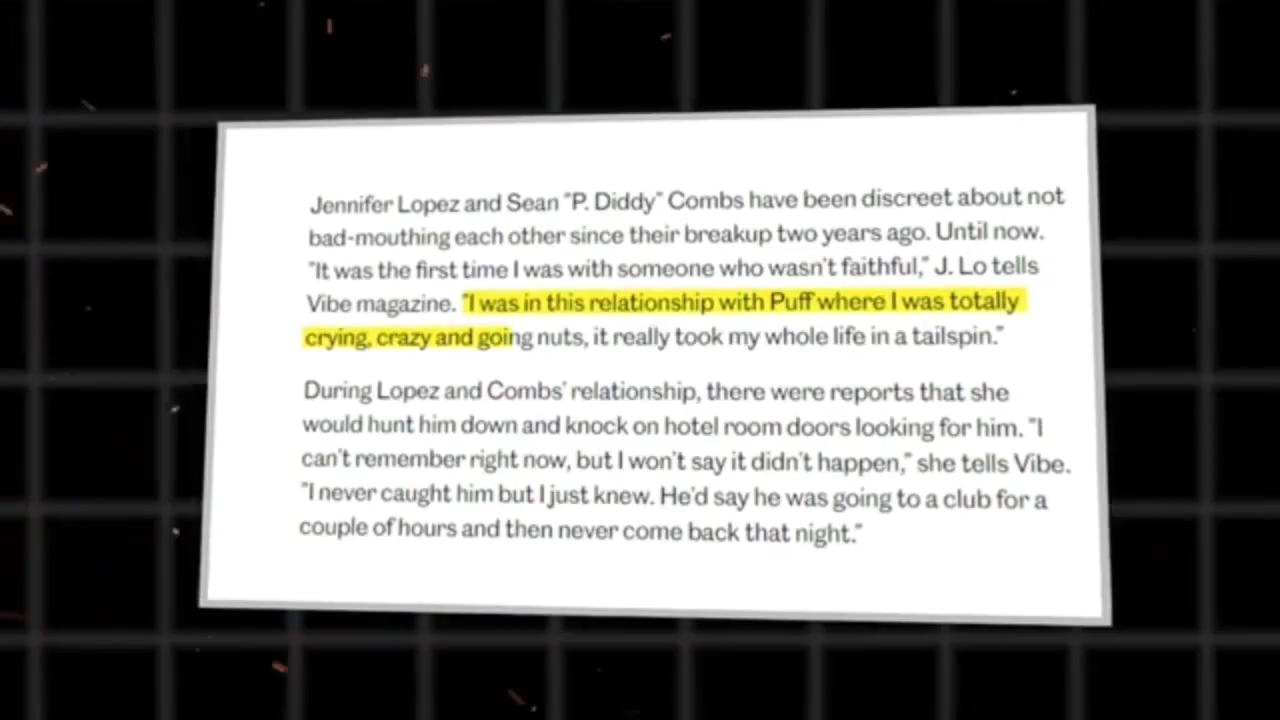 Jennifer Lopez and Sean "P. Diddy" Combs have been discreet about not
bad-mouthing each other since their breakup two years ago. Until now.
"It was the first time I was with someone who wasn't faithful," J. Lo tells
Vibe magazine. "I was in this relationship with Puff where I was totally
crying, crazy and going nuts, it really took my whole life in a tailspin."
During Lopez and Combs' relationship, there were reports that she
would hunt him down and knock on hotel room doors looking for him. "I
can't remember right now, but I won't say it didn't happen," she tells Vibe.
"I never caught him but I just knew. He'd say he was going to a club for a
couple of hours and then never come back that night."